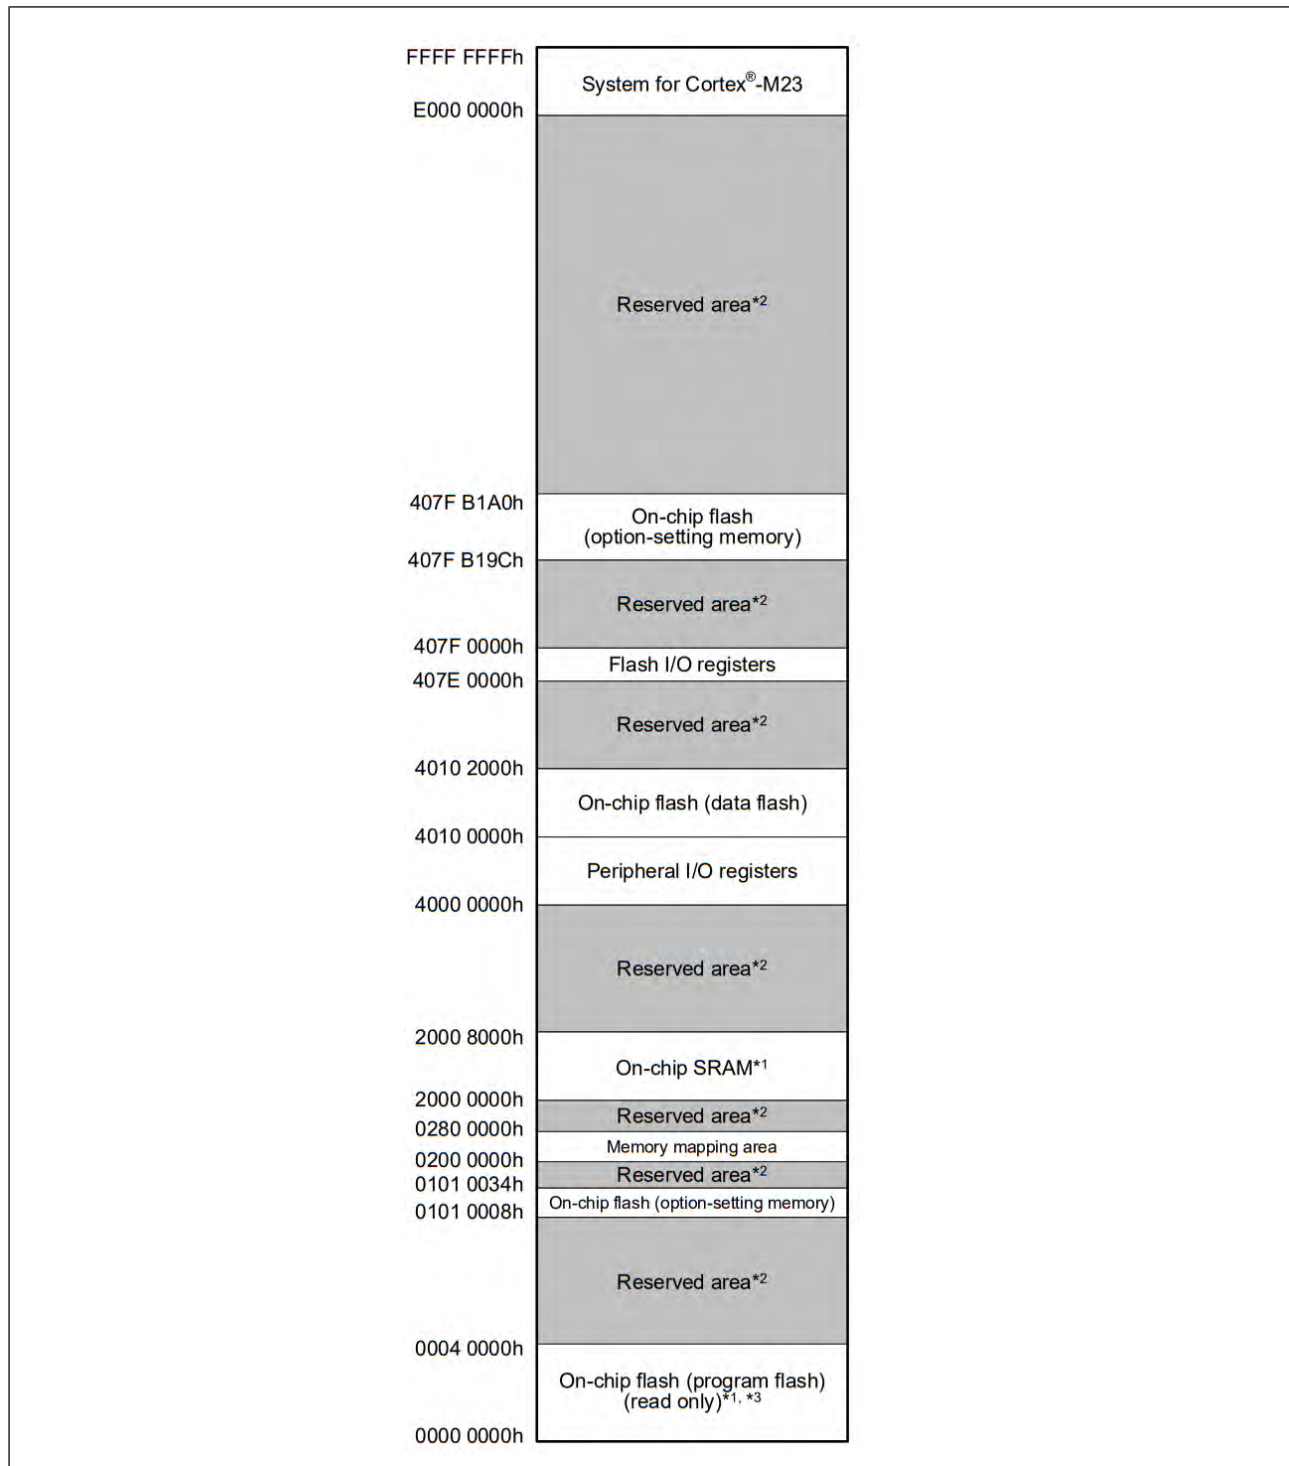 FFFF FFFFh
System for Cortex®-M23
E000 0000h
Reserved area*2
407F B1A0h
On-chip flash
(option-setting memory)
407F B19Ch
Reserved area*2
407F 0000h
Flash I/O registers
407E 0000h
Reserved area*2
4010 2000h
On-chip flash (data flash)
4010 0000h
Peripheral I/O registers
4000 0000h
Reserved area*2
2000 8000h
On-chip SRAM*1
2000 0000h
Reserved area*2
0280 0000h
Memory mapping area
0200 0000h
Reserved area*2
0101 0034h
On-chip flash (option-setting memory)
0101 0008h
Reserved area*2
0004 0000h
On-chip flash (program flash)
(read only)*1, *3
0000 0000h